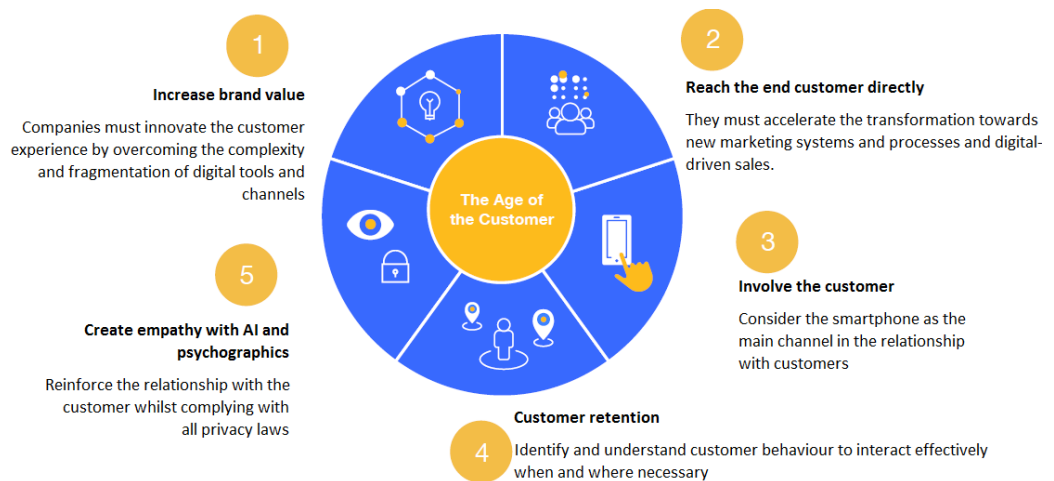 1
Increase brand value
Companies must innovate the customer
experience by overcoming the complexity
and fragmentation of digital tools and
channels
2
Reach the end customer directly
They must accelerate the transformation towards
new marketing systems and processes and digital-
driven sales.
The Age of
the Customer
3
Involve the customer
Consider the smartphone as the
main channel in the relationship
with customers
4
Customer retention
Identify and understand customer behaviour to interact effectively
when and where necessary
5
Create empathy with AI and
psychographics
Reinforce the relationship with the
customer whilst complying with
all privacy laws